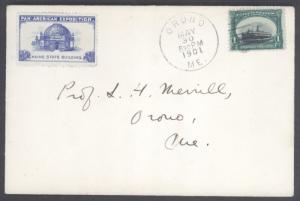 PAN AMERICAN EXPOSITION
MAINE STATE BUILDING
ORONO
MAY
30
1901
ME.
Prof. L. H. Merrill,
Orono,
Me.